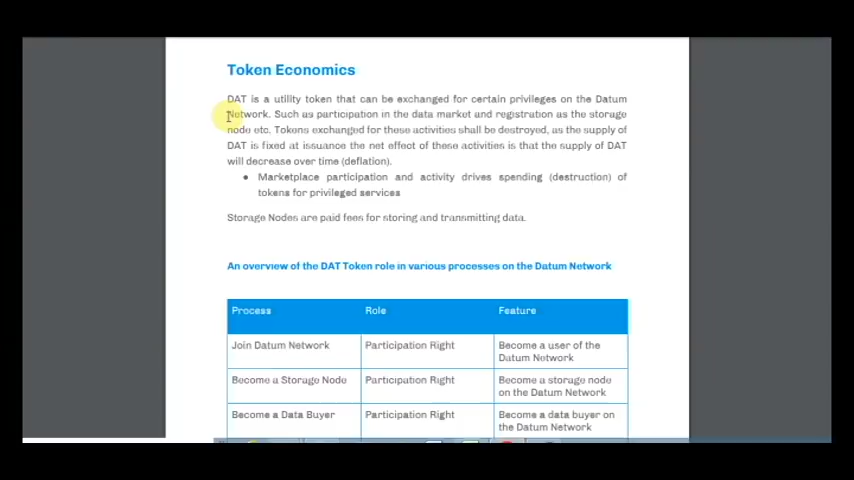 Token Economics
DAT is a utility token that can be exchanged for certain privileges on the Datum
Network. Such as participation in the data market and registration as the storage
node etc. Tokens exchanged for these activities shall be destroyed, as the supply of
DAT is fixed at issuance the net effect of these activities is that the supply of DAT
will decrease over time (deflation).
● Marketplace participation and activity drives spending (destruction) of
tokens for privileged services
Storage Nodes are paid fees for storing and transmitting data.
An overview of the DAT Token role in various processes on the Datum Network
Process Role Feature
Join Datum Network Participation Right Become a user of the
Datum Network
Become a Storage Node Participation Right Become a storage node
on the Datum Network
Become a Data Buyer Participation Right Become a data buyer on
the Datum Network